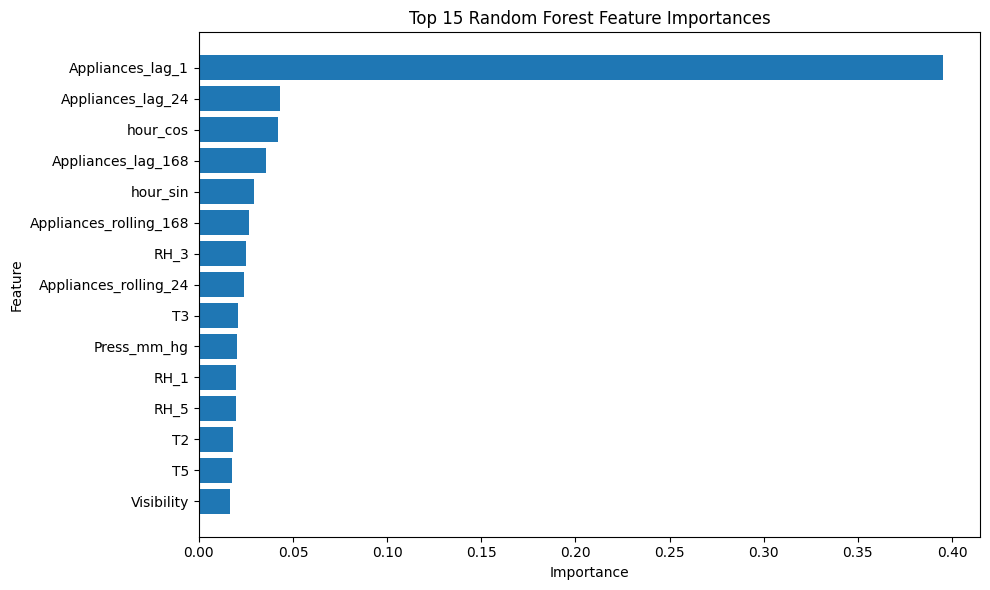 Top 15 Random Forest Feature Importances
Appliances_lag_1
Appliances_lag_24
hour_cos
Appliances_lag_168
hour_sin
Appliances_rolling_168
RH_3
Appliances_rolling_24
T3
Press_mm_hg
RH_1
RH_5
T2
T5
Visibility
Feature
0.00 0.05 0.10 0.15 0.20 0.25 0.30 0.35 0.40
Importance